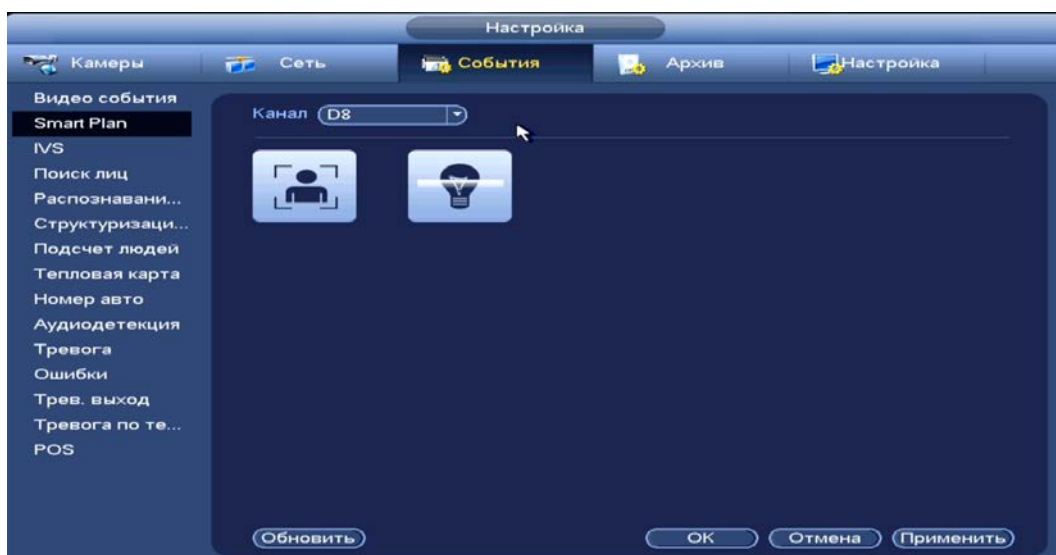 Настройка
Камеры Сеть События Архив Настройка
Видео события
Smart Plan
IVS
Поиск лиц
Распознавани...
Структуризаци...
Подсчет людей
Тепловая карта
Номер авто
Аудиодетекция
Тревога
Ошибки
Трев. выход
Тревога по те...
POS
Канал D8
Обновить OK Отмена Применить